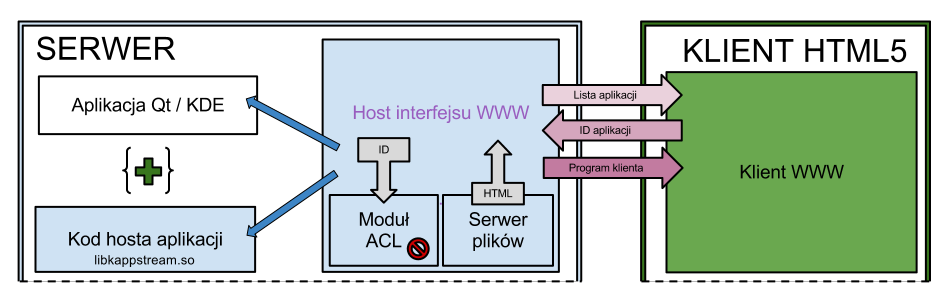 SERWER
KLIENT HTML5
Aplikacja Qt / KDE
Host interfejsu WWW
Lista aplikacji
ID aplikacji
Program klienta
ID
HTML
Klient WWW
Moduł
ACL
Serwer
plików
Kod hosta aplikacji
libkappstream.so